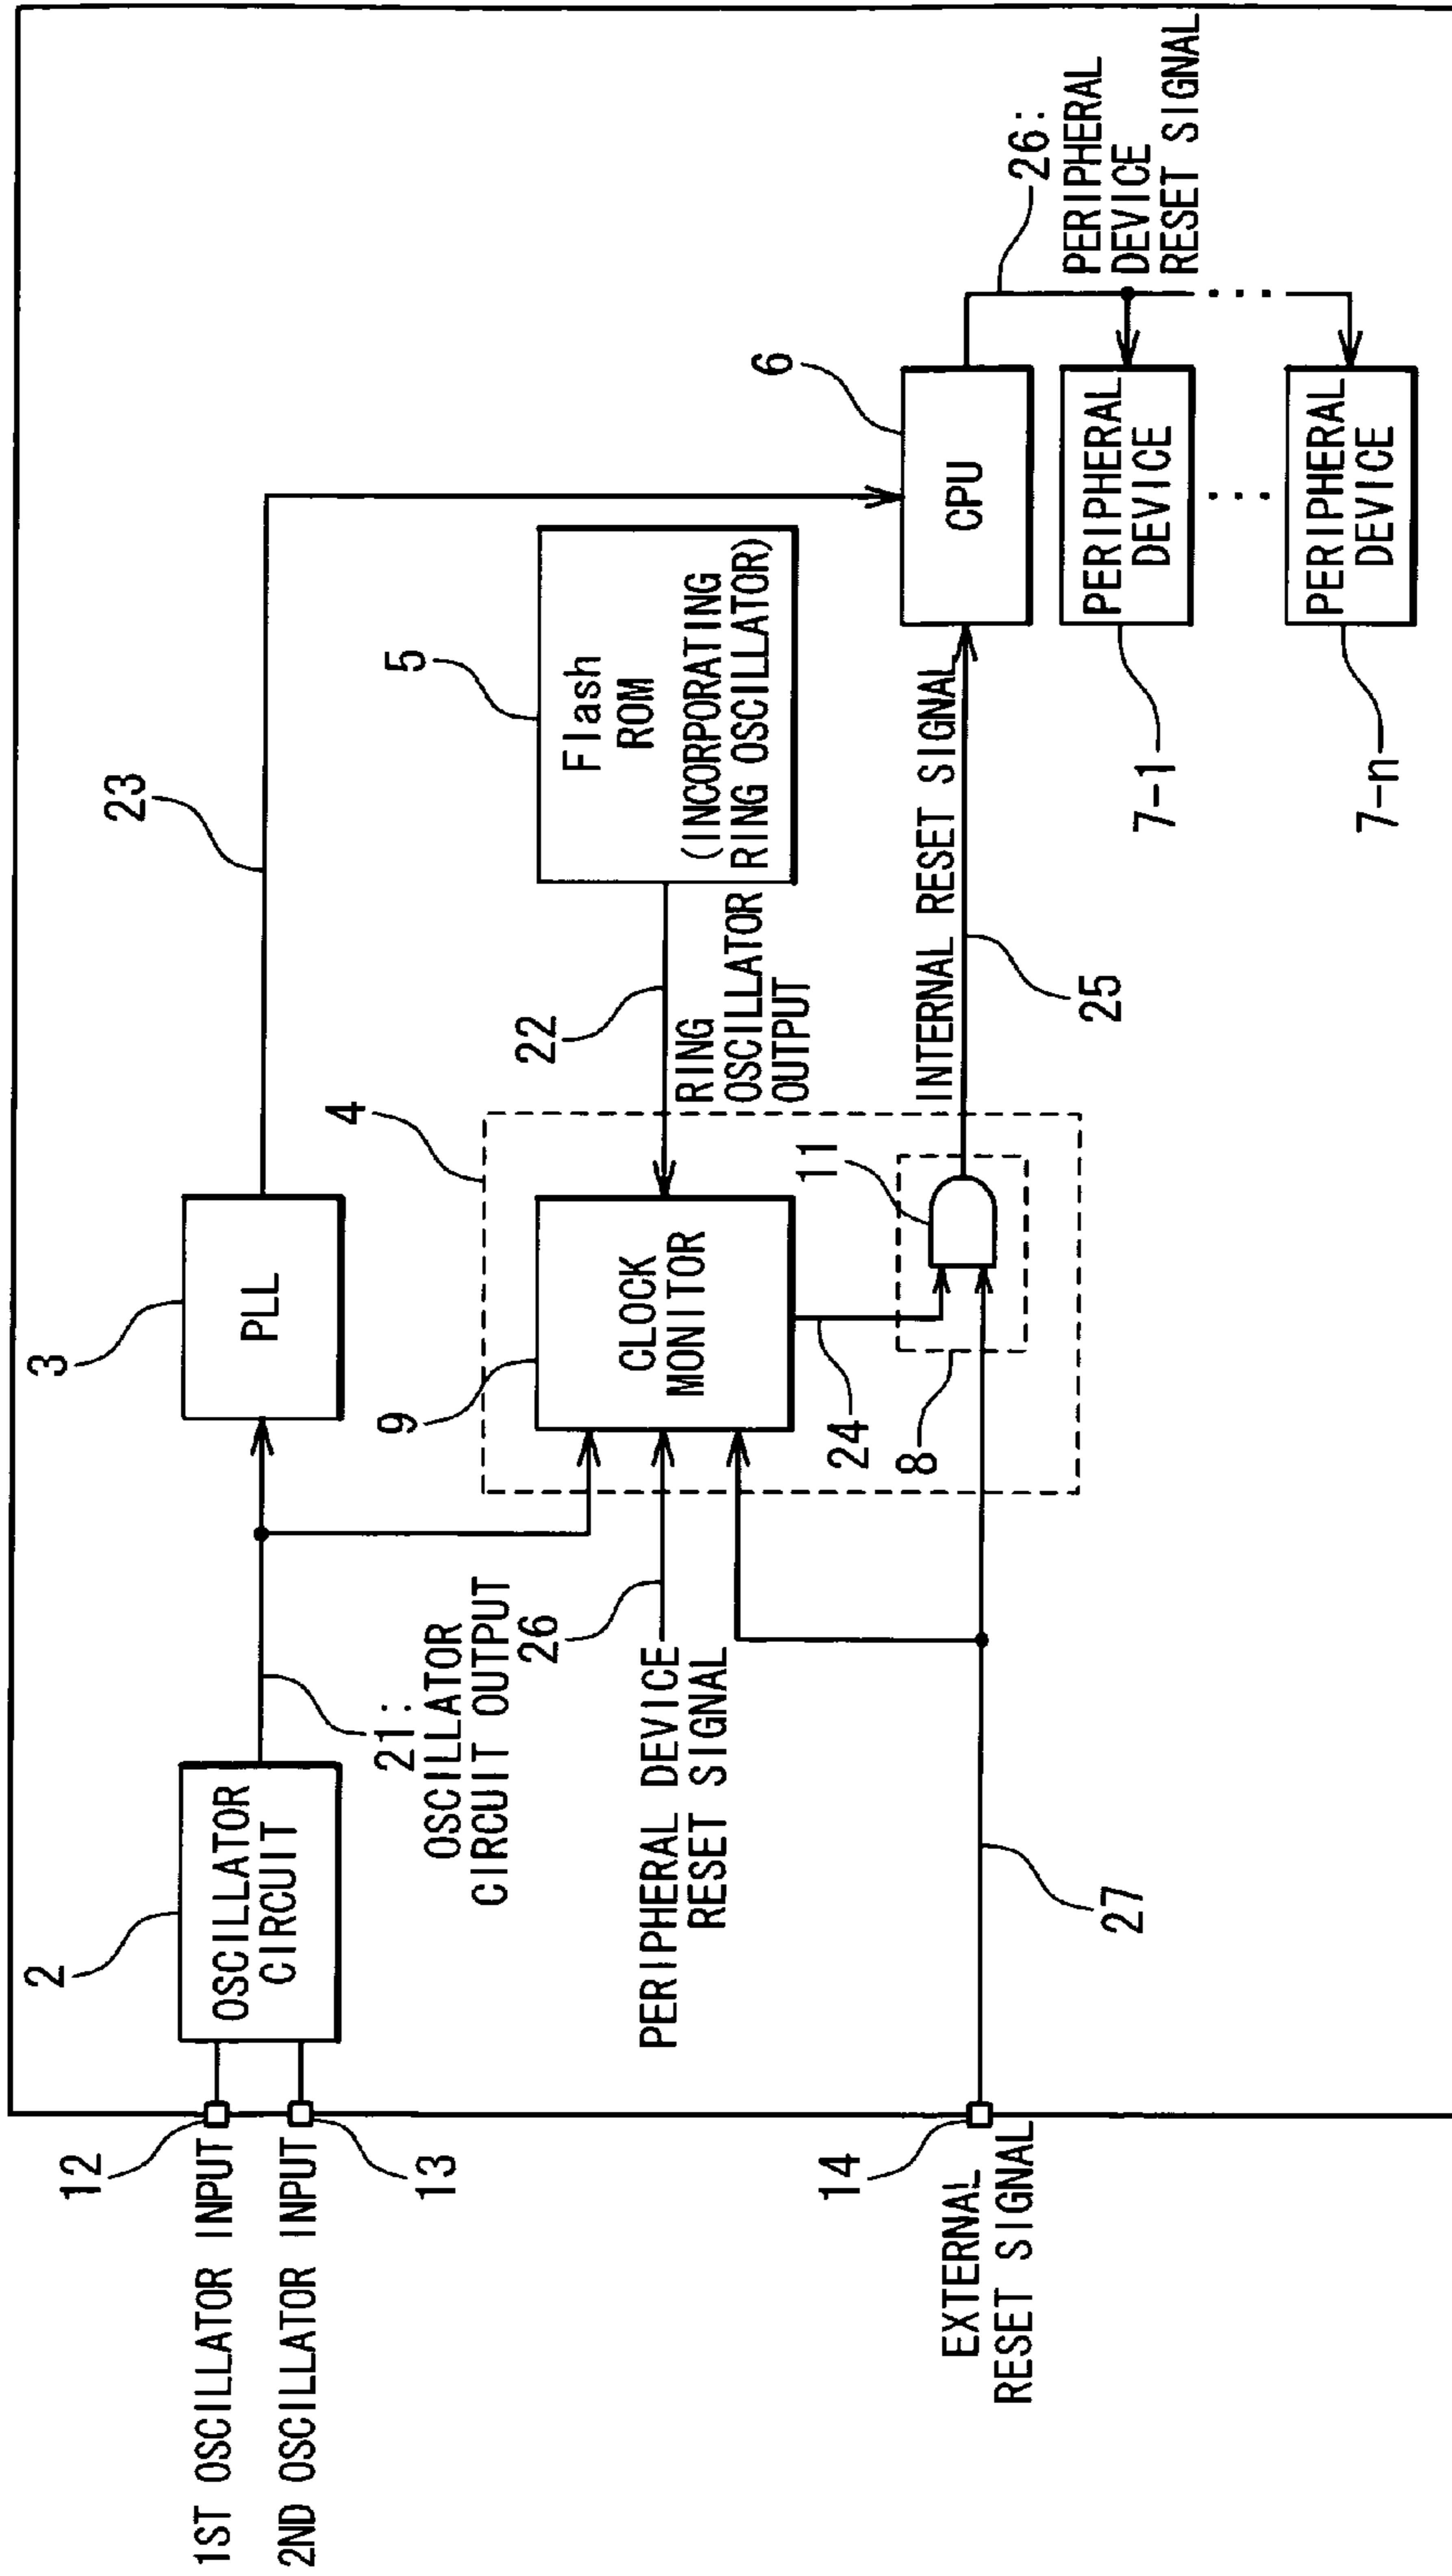 1ST OSCILLATOR INPUT
12
2ND OSCILLATOR INPUT
13
2
OSCILLATOR
CIRCUIT
21:
OSCILLATOR
CIRCUIT OUTPUT
3
PLL
23
4
9
CLOCK
MONITOR
26
PERIPHERAL DEVICE
RESET SIGNAL
22
RING
OSCILLATOR
OUTPUT
5
Flash
ROM
(INCORPORATING
RING OSCILLATOR)
24
8
11
14
EXTERNAL
RESET SIGNAL
27
INTERNAL RESET SIGNAL
25
6
CPU
26:
PERIPHERAL
DEVICE
RESET SIGNAL
PERIPHERAL
DEVICE
7-1
PERIPHERAL
DEVICE
7-n